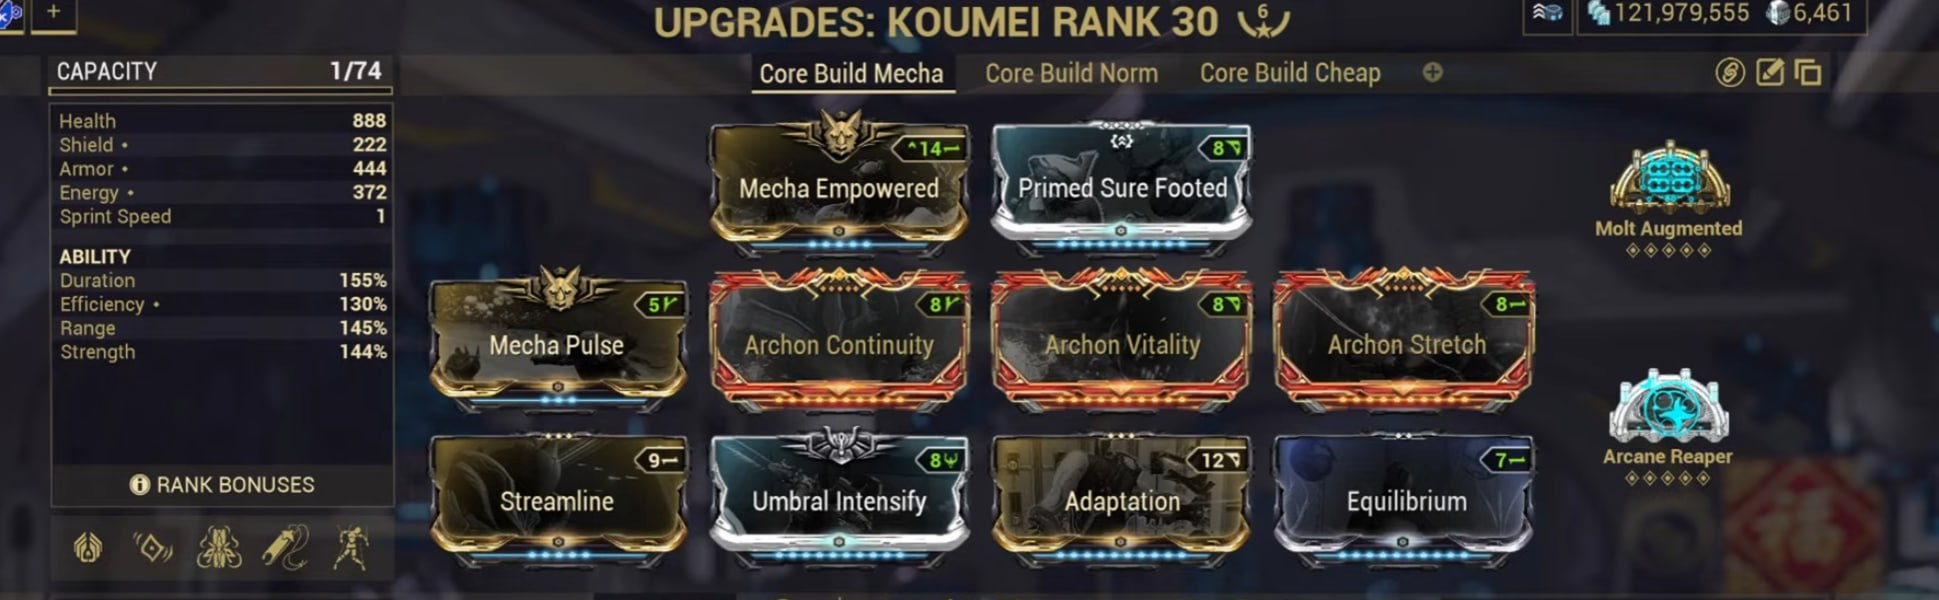 UPGRADES: KOUMEI RANK 30
6
121,979,555
6,461
CAPACITY 1/74
Core Build Mecha
Core Build Norm
Core Build Cheap
Health 888
Shield 222
Armor 444
Energy 372
Sprint Speed 1
ABILITY
Duration 155%
Efficiency 130%
Range 145%
Strength 144%
RANK BONUSES
14
Mecha Empowered
8
Primed Sure Footed
Molt Augmented
5
Mecha Pulse
8
Archon Continuity
8
Archon Vitality
8
Archon Stretch
Arcane Reaper
9
Streamline
8
Umbral Intensify
12
Adaptation
7
Equilibrium
福